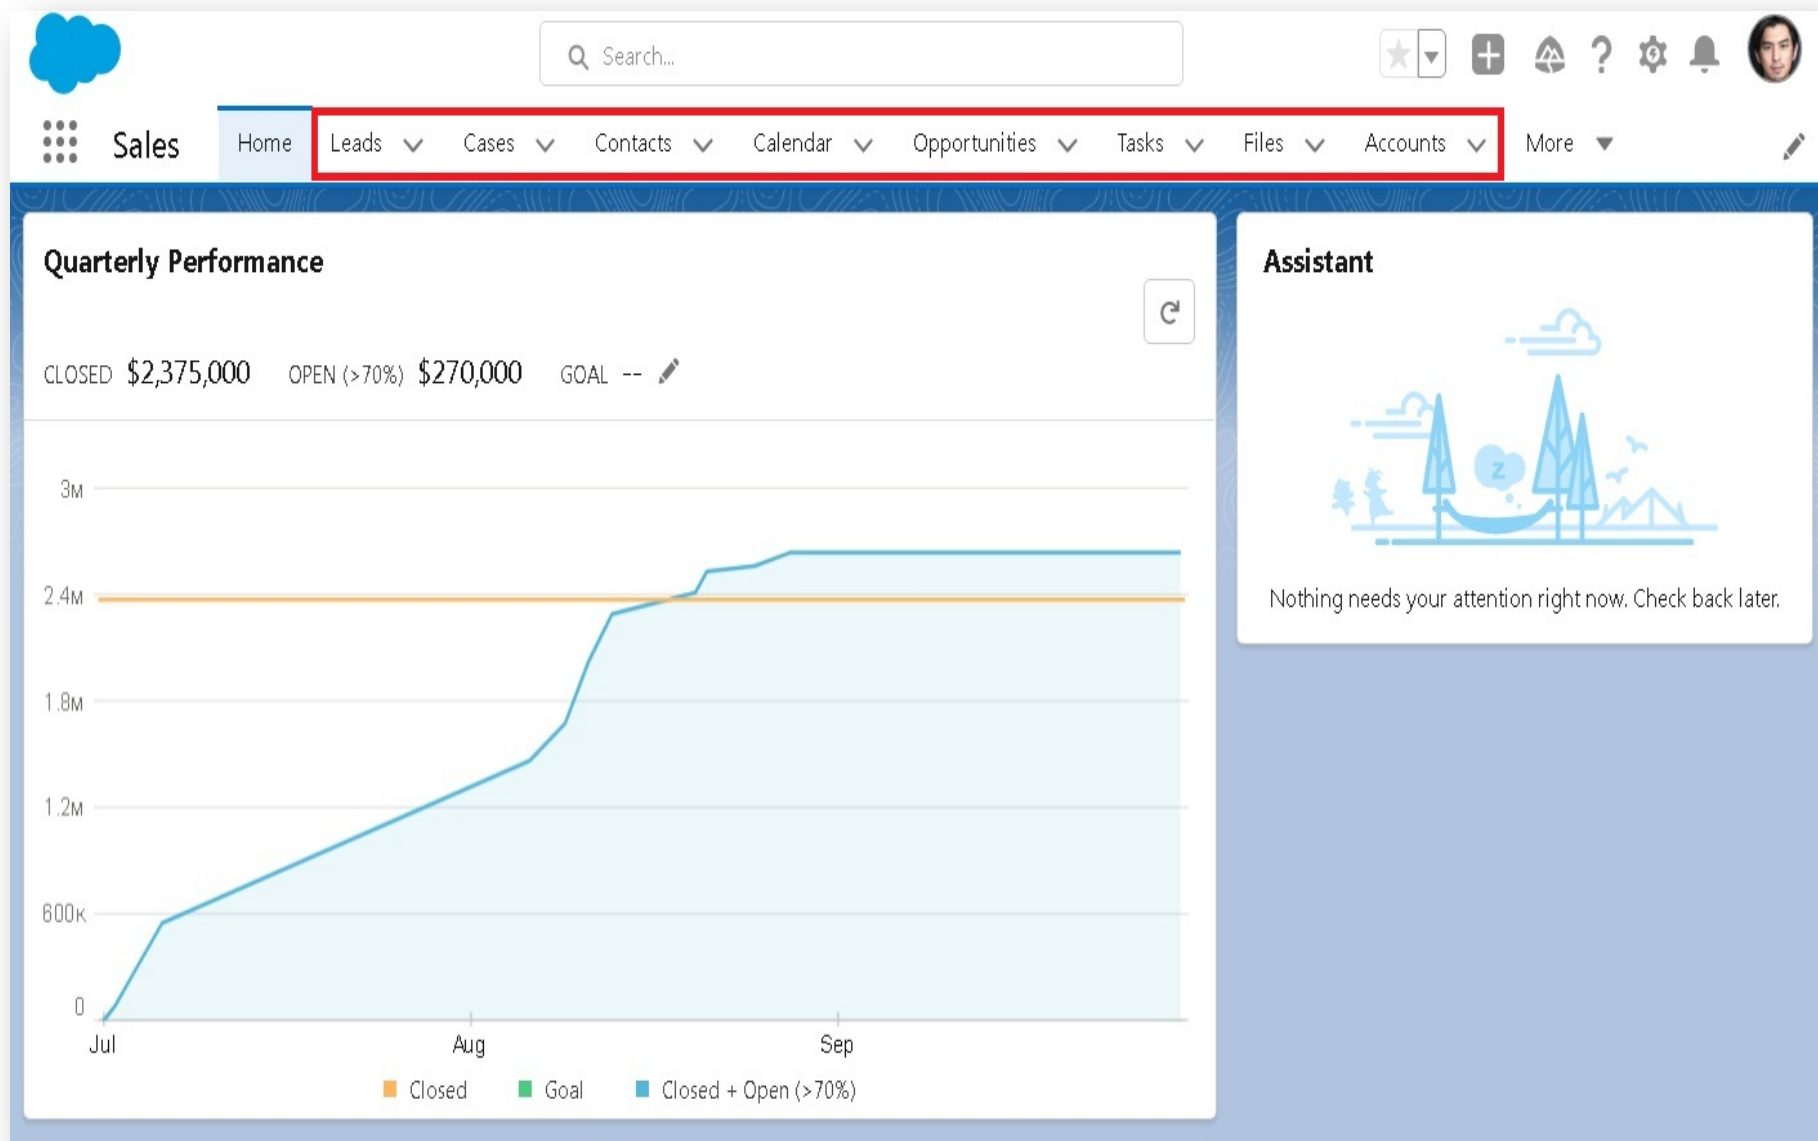 Search...
Sales Home Leads Cases Contacts Calendar Opportunities Tasks Files Accounts More
Quarterly Performance
CLOSED $2,375,000 OPEN (>70%) $270,000 GOAL --
3M
2.4M
1.8M
1.2M
600K
0
Jul Aug Sep
Closed Goal Closed + Open (>70%)
Assistant
z
Nothing needs your attention right now. Check back later.